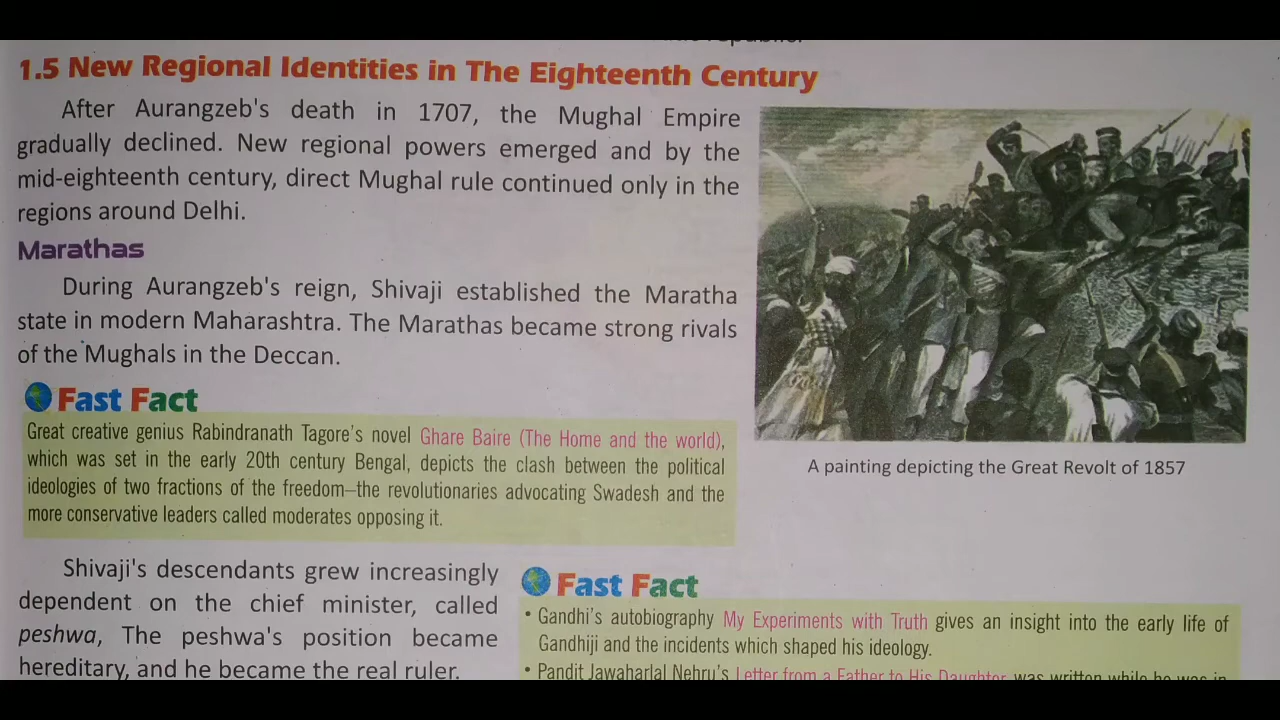 republic.
1.5 New Regional Identities in The Eighteenth Century
After Aurangzeb's death in 1707, the Mughal Empire
gradually declined. New regional powers emerged and by the
mid-eighteenth century, direct Mughal rule continued only in the
regions around Delhi.
Marathas
During Aurangzeb's reign, Shivaji established the Maratha
state in modern Maharashtra. The Marathas became strong rivals
of the Mughals in the Deccan.
Fast Fact
Great creative genius Rabindranath Tagore's novel Ghare Baire (The Home and the world),
which was set in the early 20th century Bengal, depicts the clash between the political
ideologies of two fractions of the freedom–the revolutionaries advocating Swadesh and the
more conservative leaders called moderates opposing it.
A painting depicting the Great Revolt of 1857
Shivaji's descendants grew increasingly
dependent on the chief minister, called
peshwa, The peshwa's position became
hereditary, and he became the real ruler.
Fast Fact
• Gandhi's autobiography My Experiments with Truth gives an insight into the early life of
Gandhiji and the incidents which shaped his ideology.
• Pandit Jawaharlal Nehru's Letter from a Father to His Daughter was written while he was in